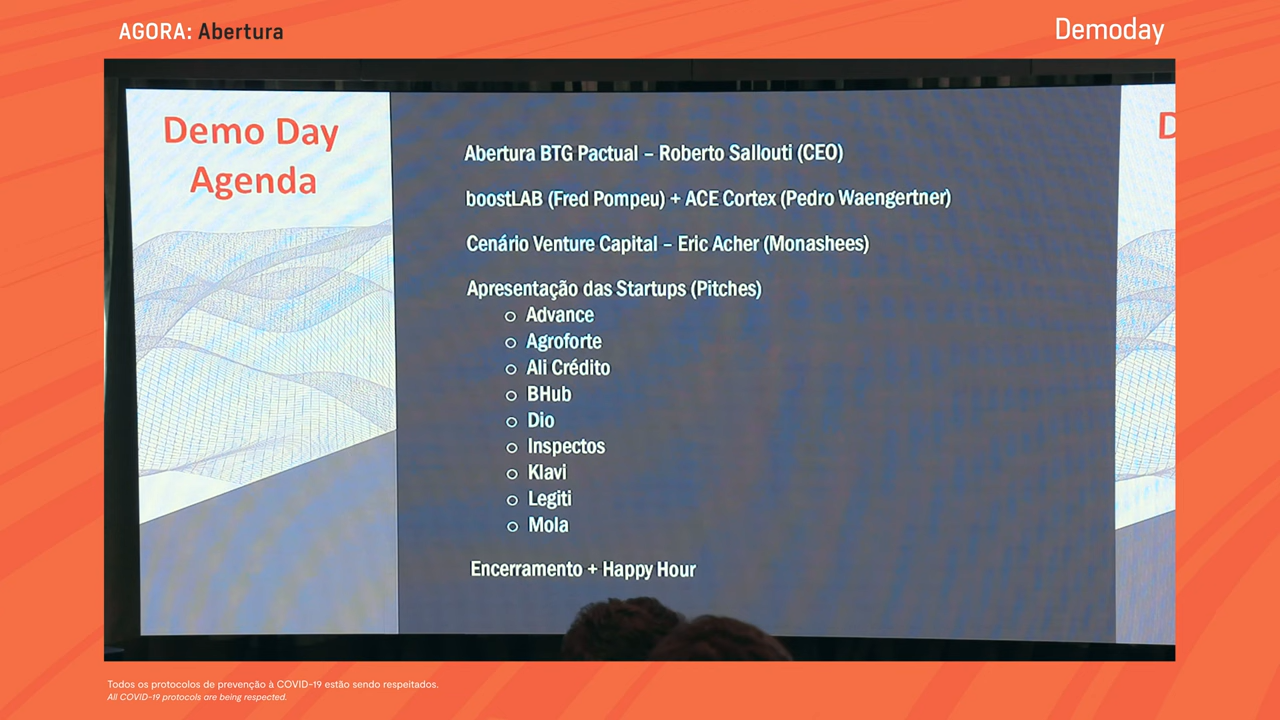 AGORA: Abertura
Demoday
Demo Day
Agenda
Abertura BTG Pactual – Roberto Sallouti (CEO)
boostLAB (Fred Pompeu) + ACE Cortex (Pedro Waengertner)
Cenário Venture Capital – Eric Acher (Monashees)
Apresentação das Startups (Pitches)
Advance
Agroforte
Ali Crédito
BHub
Dio
Inspectos
Klavi
Legiti
Mola
Encerramento + Happy Hour
D
Todos os protocolos de prevenção à COVID-19 estão sendo respeitados.
All COVID-19 protocols are being respected.